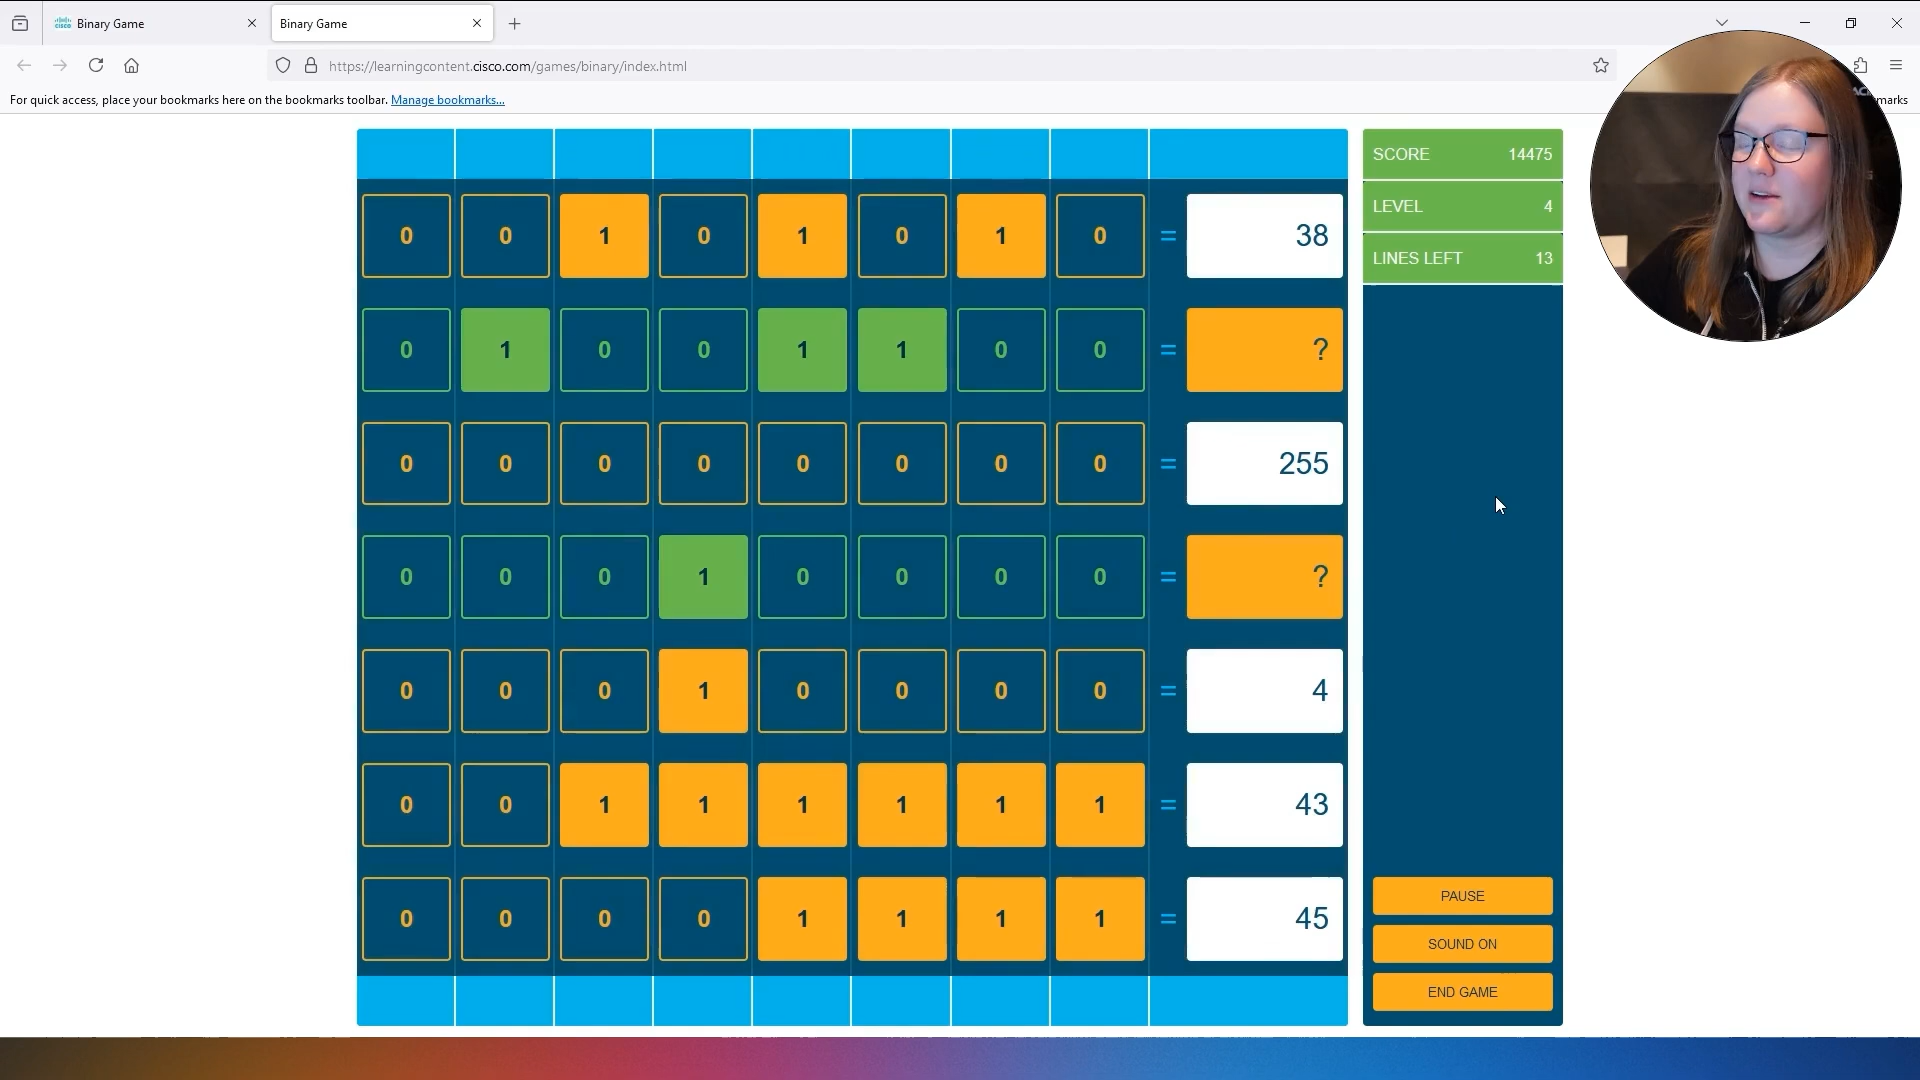 Binary Game
Binary Game
https://learningcontent.cisco.com/games/binary/index.html
For quick access, place your bookmarks here on the bookmarks toolbar. Manage bookmarks...
marks
0 0 1 0 1 0 1 0 = 38
0 1 0 0 1 1 0 0 = ?
0 0 0 0 0 0 0 0 = 255
0 0 0 1 0 0 0 0 = ?
0 0 0 1 0 0 0 0 = 4
0 0 1 1 1 1 1 1 = 43
0 0 0 0 1 1 1 1 = 45
SCORE 14475
LEVEL 4
LINES LEFT 13
PAUSE
SOUND ON
END GAME